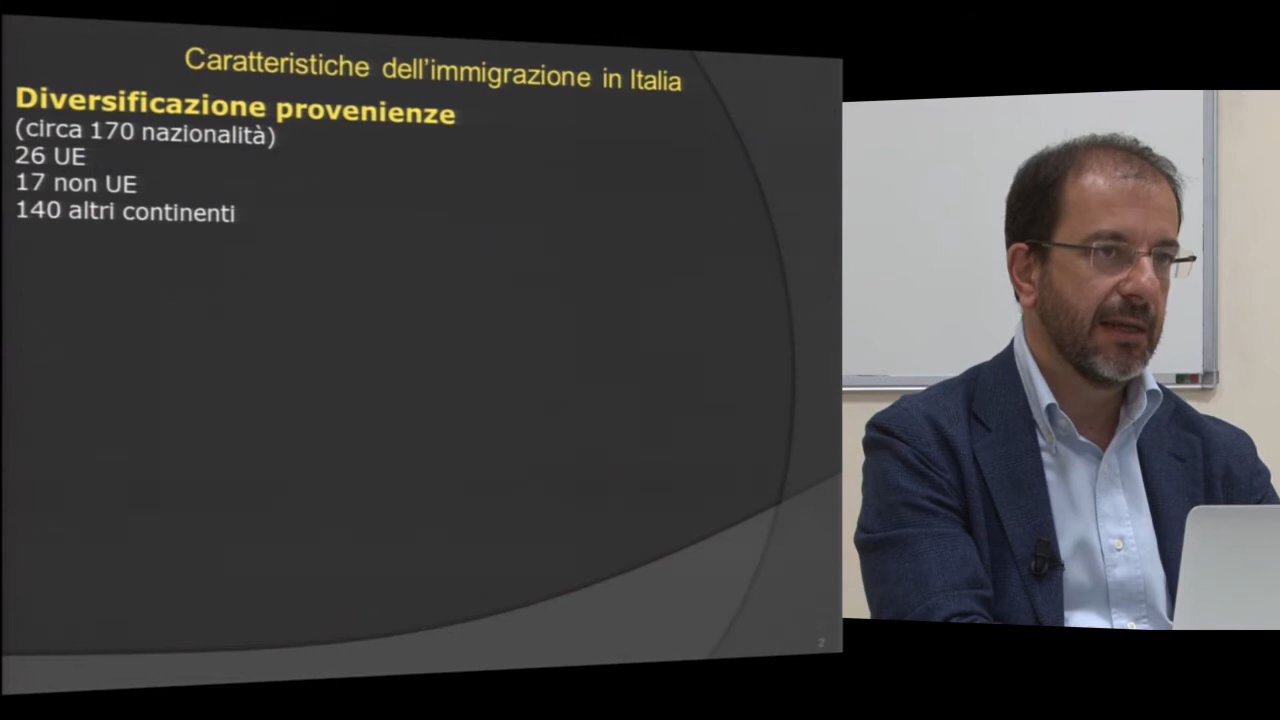 Caratteristiche dell'immigrazione in Italia
Diversificazione provenienze
(circa 170 nazionalità)
26 UE
17 non UE
140 altri continenti
2